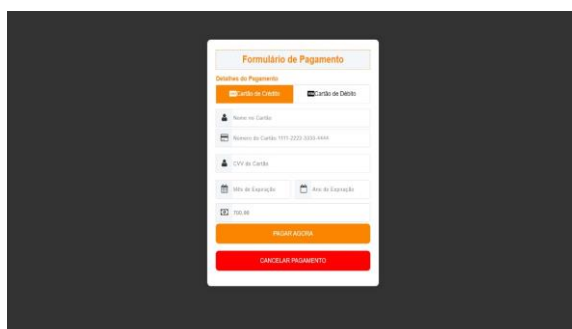 Formulário de Pagamento
Detalhes do Pagamento
Cartão de Crédito Cartão de Débito
Nome no Cartão
Número do Cartão 1111-2222-3333-4444
CVV do Cartão
Mês de Expiração Ano de Expiração
700,00
PAGAR AGORA
CANCELAR PAGAMENTO